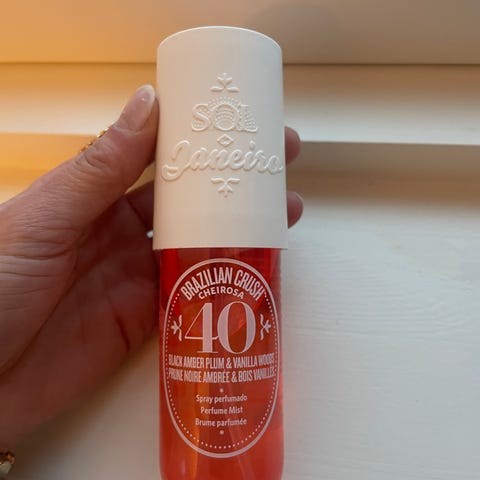 SOL
de
Janeiro
BRAZILIAN CRUSH
CHEIROSA
40
BLACK AMBER PLUM & VANILLA WOODS
PRUNE NOIRE AMBRÉE & BOIS VANILLÉS
Spray perfumado
Perfume Mist
Brume parfumée